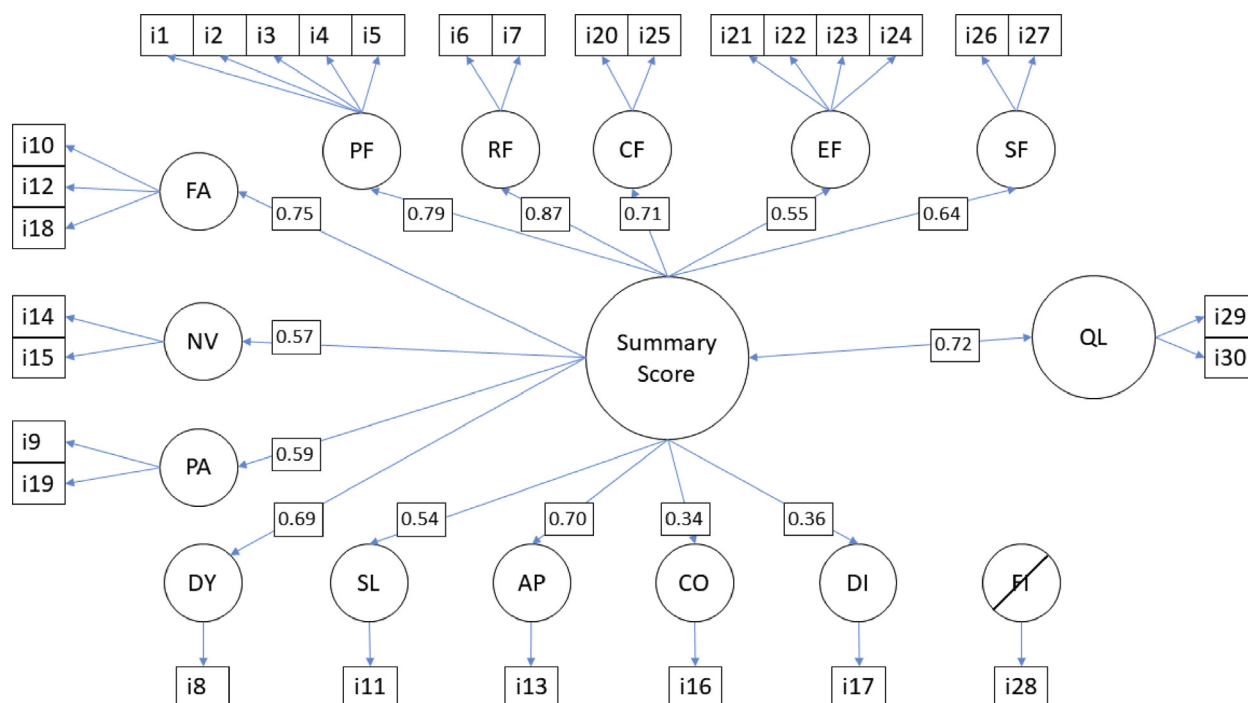 i1 i2 i3 i4 i5 i6 i7 i20 i25 i21 i22 i23 i24 i26 i27
i10
i12
i18
FA
PF
RF
CF
EF
SF
0.75
0.79
0.87
0.71
0.55
0.64
i14
i15
NV
0.57
Summary
Score
0.72
QL
i29
i30
i9
i19
PA
0.59
0.69
0.54
0.70
0.34
0.36
DY
SL
AP
CO
DI
FI
i8
i11
i13
i16
i17
i28